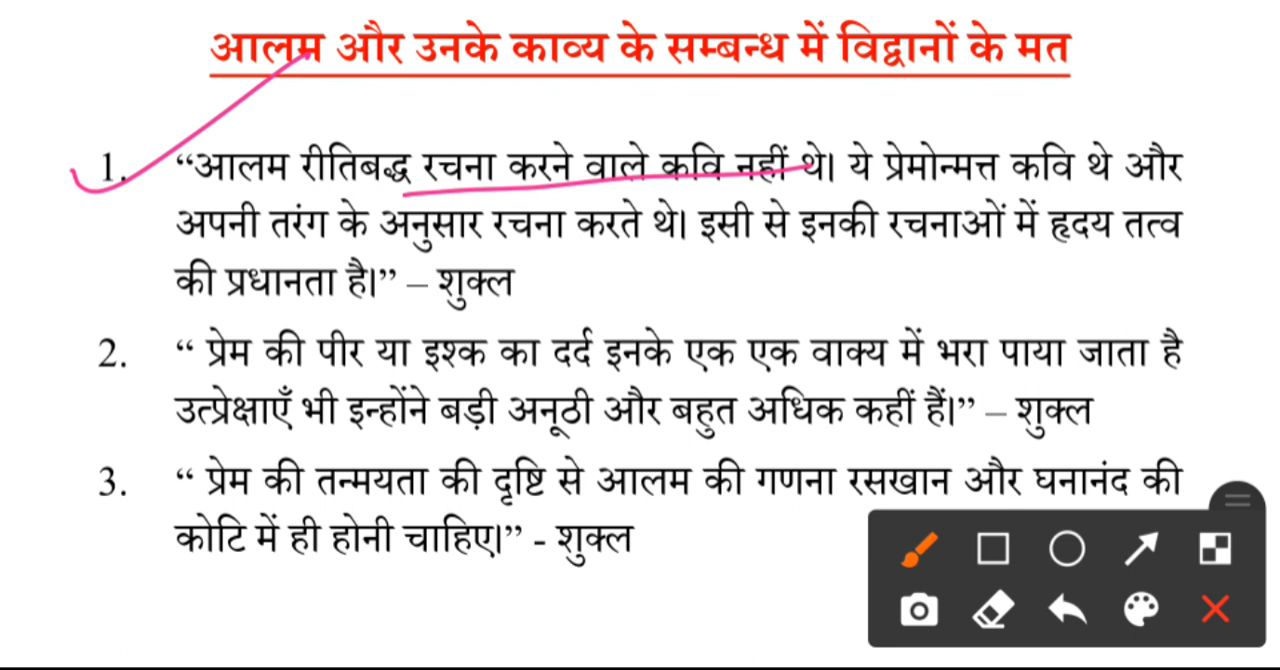 आलम और उनके काव्य के सम्बन्ध में विद्वानों के मत
1. “आलम रीतिबद्ध रचना करने वाले कवि नहीं थे। ये प्रेमोन्मत्त कवि थे और
अपनी तरंग के अनुसार रचना करते थे। इसी से इनकी रचनाओं में हृदय तत्व
की प्रधानता है।” – शुक्ल
2. “ प्रेम की पीर या इश्क का दर्द इनके एक एक वाक्य में भरा पाया जाता है
उत्प्रेक्षाएँ भी इन्होंने बड़ी अनूठी और बहुत अधिक कहीं हैं।” – शुक्ल
3. “ प्रेम की तन्मयता की दृष्टि से आलम की गणना रसखान और घनानंद की
कोटि में ही होनी चाहिए।” - शुक्ल